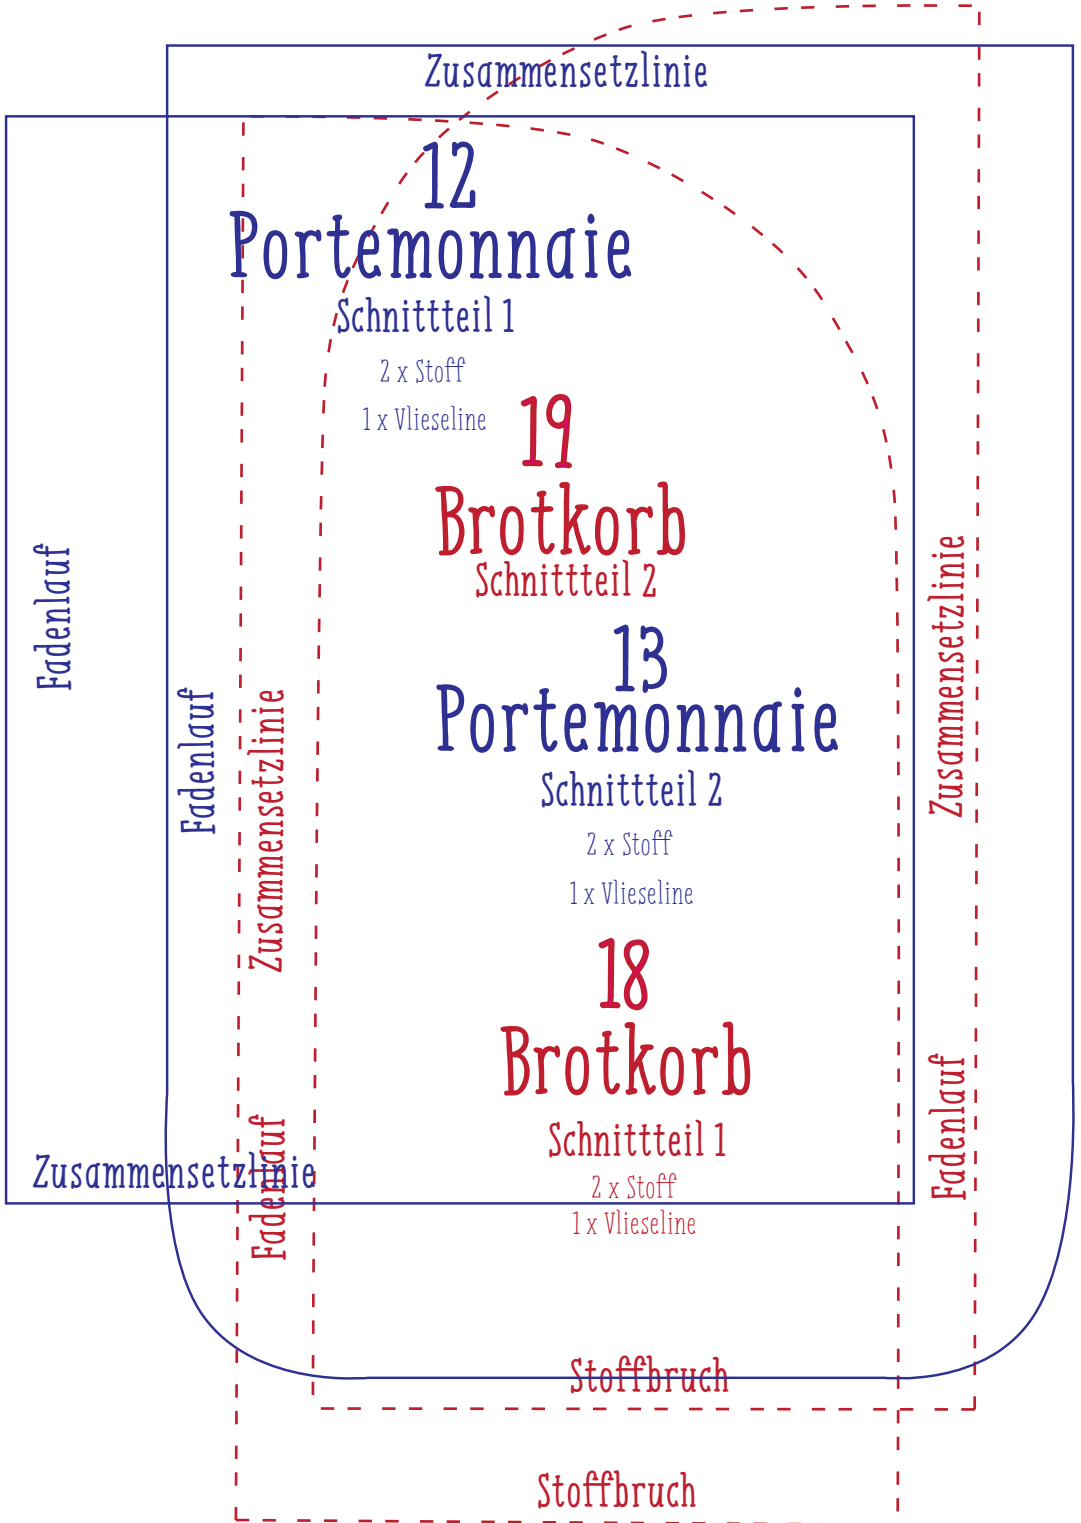 Zusammensetzlinie
12
Portemonnaie
Schnittteil 1
2 x Stoff
1 x Vlieseline
19
Brotkorb
Schnittteil 2
Fadenlauf
Zusammensetzlinie
13
Portemonnaie
Schnittteil 2
2 x Stoff
1 x Vlieseline
Fadenlauf
Zusammensetzlinie
18
Brotkorb
Schnittteil 1
2 x Stoff
1 x Vlieseline
Fadenlauf
Zusammensetzlinie
Fadenlauf
Stoffbruch
Stoffbruch